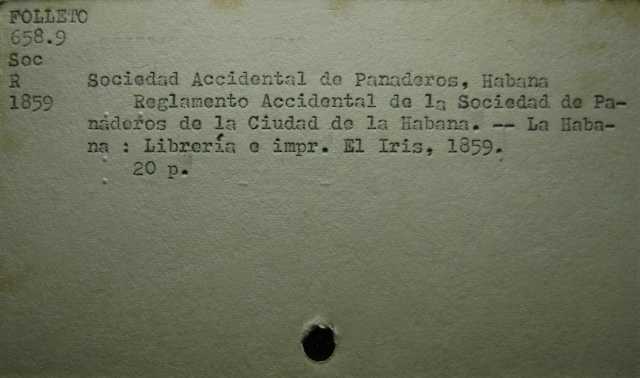 FOLLETO
658.9
Soc
R Sociedad Accidental de Panaderos, Habana
1859 Reglamento Accidental de la Sociedad de Pa-
naderos de la Ciudad de la Habana. -- La Haba-
na : Librería e impr. El Iris, 1859.
20 p.